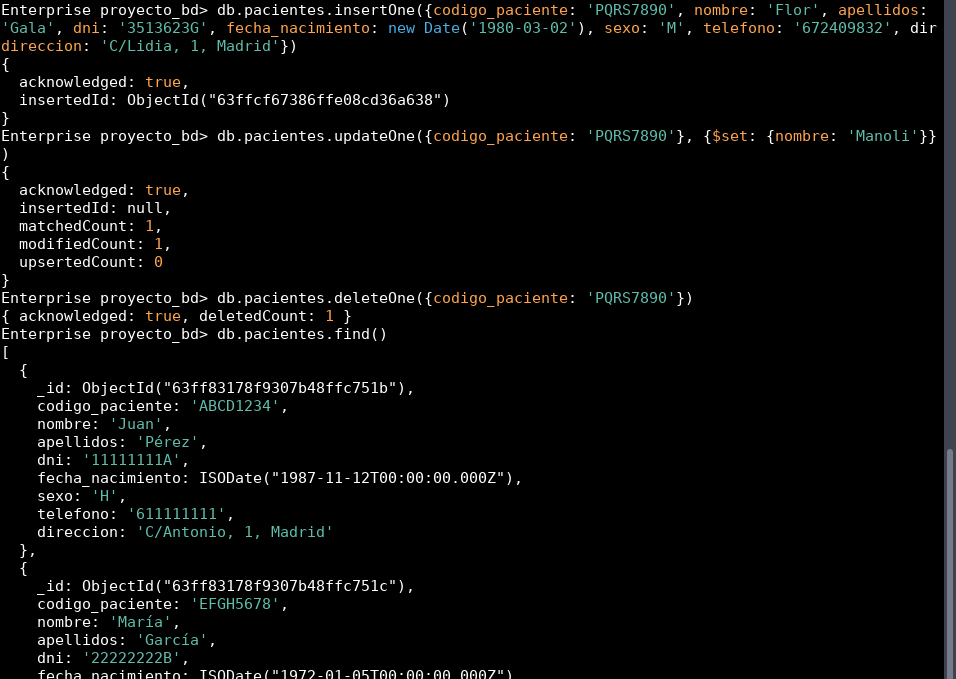 Enterprise proyecto_bd> db.pacientes.insertOne({codigo_paciente: 'PQRS7890', nombre: 'Flor', apellidos:
'Gala', dni: '3513623G', fecha_nacimiento: new Date('1980-03-02'), sexo: 'M', telefono: '672409832', dir
direccion: 'C/Lidia, 1, Madrid'})
{
  acknowledged: true,
  insertedId: ObjectId("63ffcf67386ffe08cd36a638")
}
Enterprise proyecto_bd> db.pacientes.updateOne({codigo_paciente: 'PQRS7890'}, {$set: {nombre: 'Manoli'}}
)
{
  acknowledged: true,
  insertedId: null,
  matchedCount: 1,
  modifiedCount: 1,
  upsertedCount: 0
}
Enterprise proyecto_bd> db.pacientes.deleteOne({codigo_paciente: 'PQRS7890'})
{ acknowledged: true, deletedCount: 1 }
Enterprise proyecto_bd> db.pacientes.find()
[
  {
    _id: ObjectId("63ff83178f9307b48ffc751b"),
    codigo_paciente: 'ABCD1234',
    nombre: 'Juan',
    apellidos: 'Pérez',
    dni: '11111111A',
    fecha_nacimiento: ISODate("1987-11-12T00:00:00.000Z"),
    sexo: 'H',
    telefono: '611111111',
    direccion: 'C/Antonio, 1, Madrid'
  },
  {
    _id: ObjectId("63ff83178f9307b48ffc751c"),
    codigo_paciente: 'EFGH5678',
    nombre: 'María',
    apellidos: 'García',
    dni: '22222222B',
    fecha_nacimiento: ISODate("1972-01-05T00:00:00.000Z")